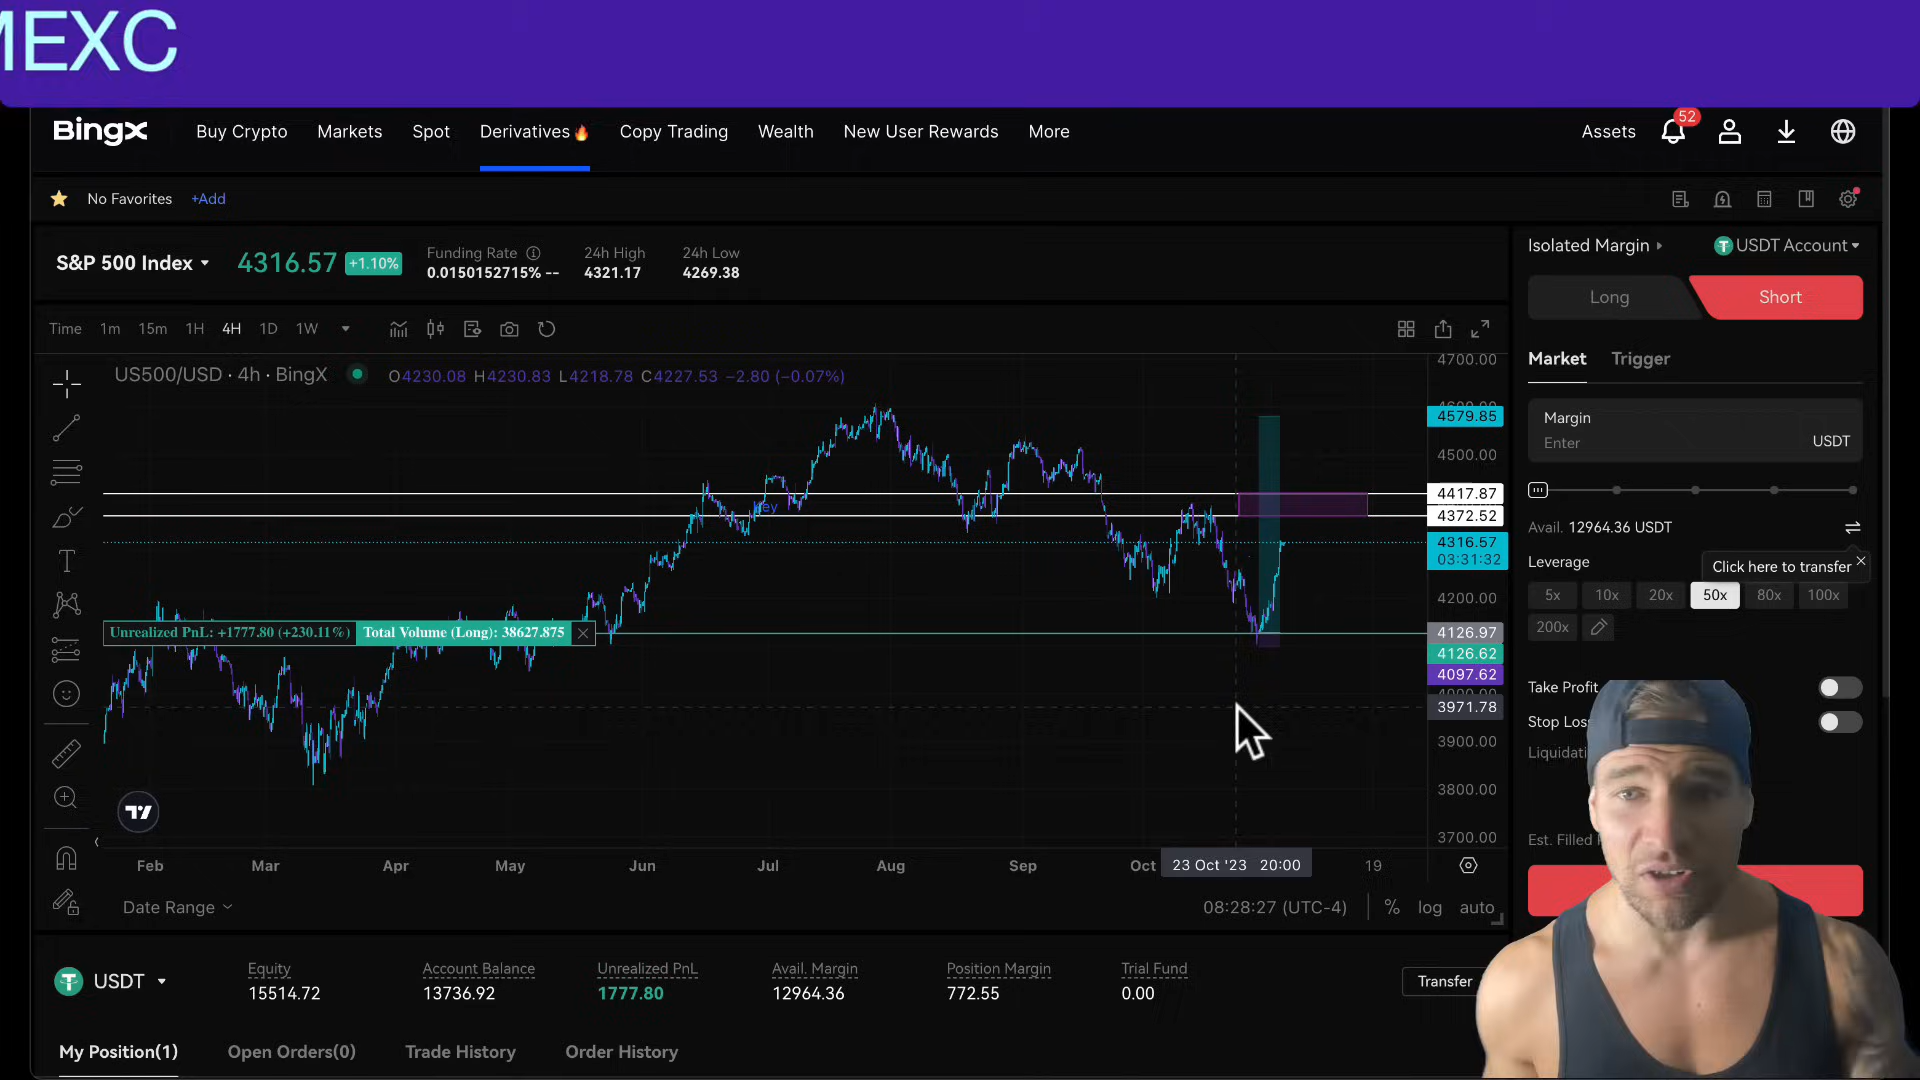 MEXC
BingX
Buy Crypto Markets Spot Derivatives Copy Trading Wealth New User Rewards More Assets 52
No Favorites +Add
S&P 500 Index 4316.57 +1.10%
Funding Rate 24h High 24h Low
0.0150152715% -- 4321.17 4269.38
Isolated Margin USDT Account
Long Short
Time 1m 15m 1H 4H 1D 1W
Market Trigger
US500/USD · 4h · BingX O4230.08 H4230.83 L4218.78 C4227.53 −2.80 (−0.07%)
4700.00
4579.85
4500.00
4417.87
4372.52
4316.57
03:31:32
4200.00
4126.97
4126.62
4097.62
3971.78
3900.00
3800.00
3700.00
Unrealized PnL: +1777.80 (+230.11%) Total Volume (Long): 38627.875
Margin
Enter USDT
Avail. 12964.36 USDT
Leverage
Click here to transfer
5x 10x 20x 50x 80x 100x
200x
Take Profit
Stop
Est. Filled
Feb Mar Apr May Jun Jul Aug Sep Oct 23 Oct '23 20:00 19
Date Range 08:28:27 (UTC-4) % log auto
USDT
Equity Account Balance Unrealized PnL Avail. Margin Position Margin Trial Fund
15514.72 13736.92 1777.80 12964.36 772.55 0.00
Transfer
My Position(1) Open Orders(0) Trade History Order History